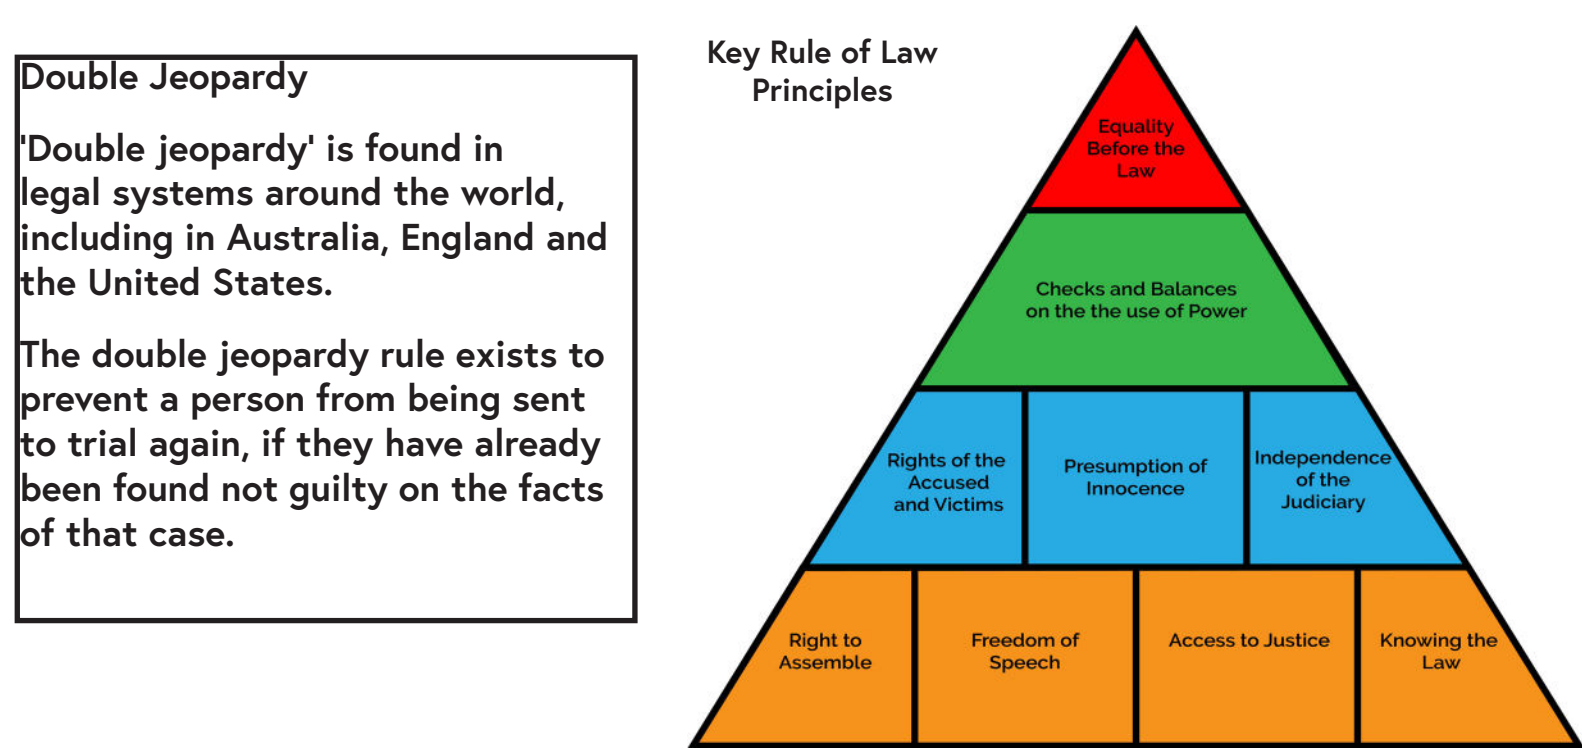 Double Jeopardy
'Double jeopardy' is found in
legal systems around the world,
including in Australia, England and
the United States.
The double jeopardy rule exists to
prevent a person from being sent
to trial again, if they have already
been found not guilty on the facts
of that case.
Key Rule of Law
Principles
Equality
Before the
Law
Checks and Balances
on the the use of Power
Rights of the
Accused
and Victims
Presumption of
Innocence
Independence
of the
Judiciary
Right to
Assemble
Freedom of
Speech
Access to Justice
Knowing the
Law